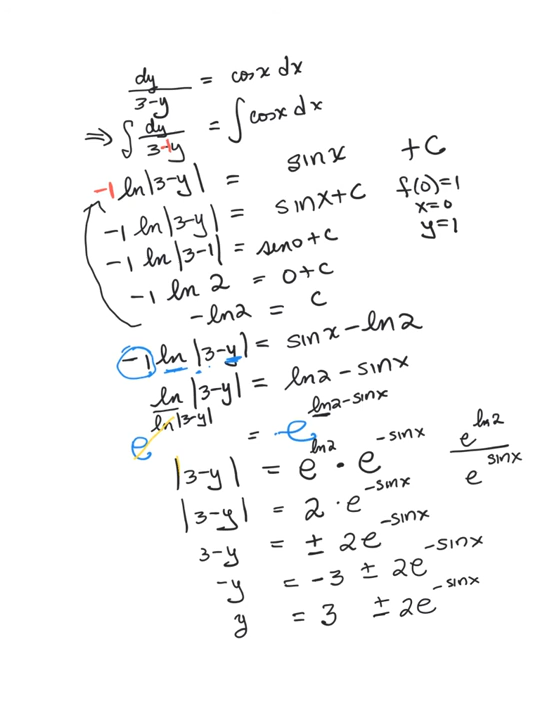 dy/(3-y) = cosx dx
⇒ ∫ dy/(3-y) = ∫ cosx dx
-1 ln|3-y| = sinx +C
-1 ln|3-y| = sinx+C f(0)=1
x=0
-1 ln|3-1| = sin0+C y=1
-1 ln 2 = 0+C
-ln2 = C
-1 ln |3-y| = sinx-ln2
ln |3-y| = ln2 - sinx
e^(ln|3-y|) = e^(ln2-sinx)
|3-y| = e^(ln2) · e^(-sinx) e^(ln2)/e^(sinx)
|3-y| = 2 · e^(-sinx)
3-y = ± 2e^(-sinx)
-y = -3 ± 2e^(-sinx)
y = 3 ± 2e^(-sinx)